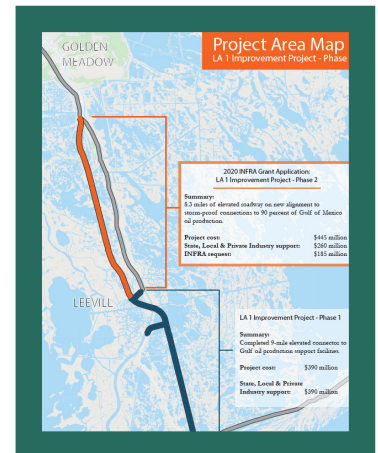 GOLDEN
MEADOW
Project Area Map
LA 1 Improvement Project - Phase
2020 INFRA Grant Application:
LA 1 Improvement Project - Phase 2
Summary:
8.3 miles of elevated roadway on new alignment to
storm-proof connections to 90 percent of Gulf of Mexico
oil production.
Project cost: $445 million
State, Local & Private Industry support: $260 million
INFRA request: $185 million
LEEVILL
LA 1 Improvement Project - Phase 1
Summary:
Completed 9-mile elevated connector to
Gulf oil production support facilities.
Project cost: $390 million
State, Local & Private
Industry support: $390 million